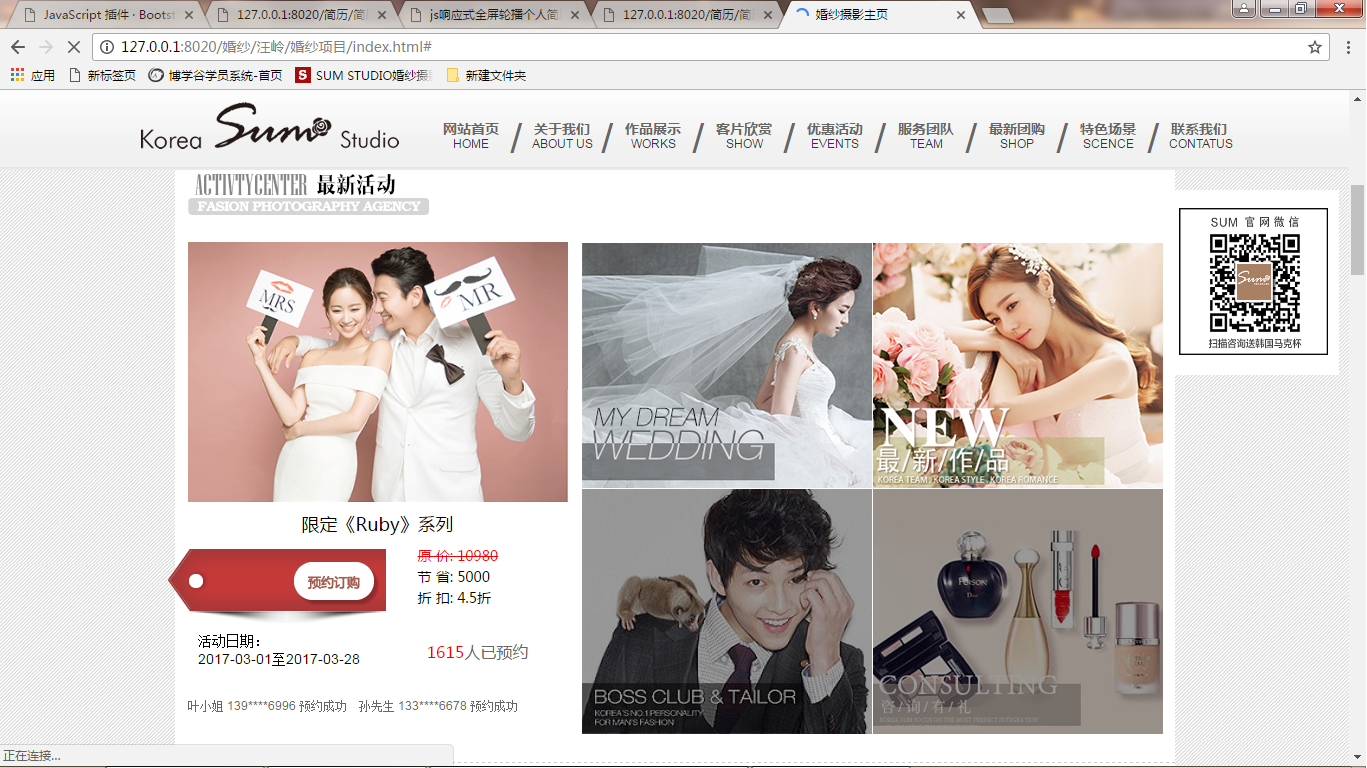 JavaScript 插件 · Bootst
127.0.0.1:8020/简历/简
js响应式全屏轮播个人简
127.0.0.1:8020/简历/简
婚纱摄影主页
127.0.0.1:8020/婚纱/汪岭/婚纱项目/index.html#
应用 新标签页 博学谷学员系统-首页 SUM STUDIO婚纱摄 新建文件夹
Korea Sum Studio
网站首页 关于我们 作品展示 客片欣赏 优惠活动 服务团队 最新团购 特色场景 联系我们
HOME ABOUT US WORKS SHOW EVENTS TEAM SHOP SCENCE CONTATUS
ACTIVTYCENTER 最新活动
FASION PHOTOGRAPHY AGENCY
SUM 官网微信
Sum
扫描咨询送韩国马克杯
MRS
MR
MY DREAM
WEDDING
NEW
最/新/作/品
KOREA TEAM . KOREA STYLE . KOREA ROMANCE
限定《Ruby》系列
预约订购
原 价: 10980
节 省: 5000
折 扣: 4.5折
活动日期：
2017-03-01至2017-03-28
1615人已预约
叶小姐 139****6996 预约成功 孙先生 133****6678 预约成功
BOSS CLUB & TAILOR
KOREA'S NO.1 PERSONALITY
FOR MAN'S FASHION
POISON
Dior
CONSULTING
咨/询/有/礼
正在连接...